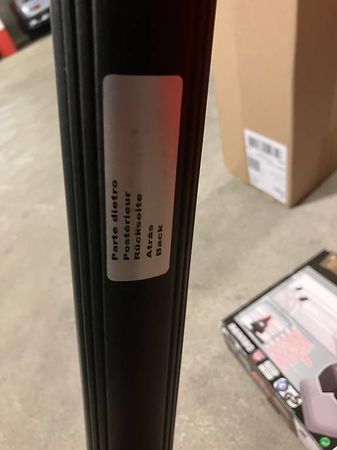 Parte dietro
Postérieur
Rückseite
Atrás
Back